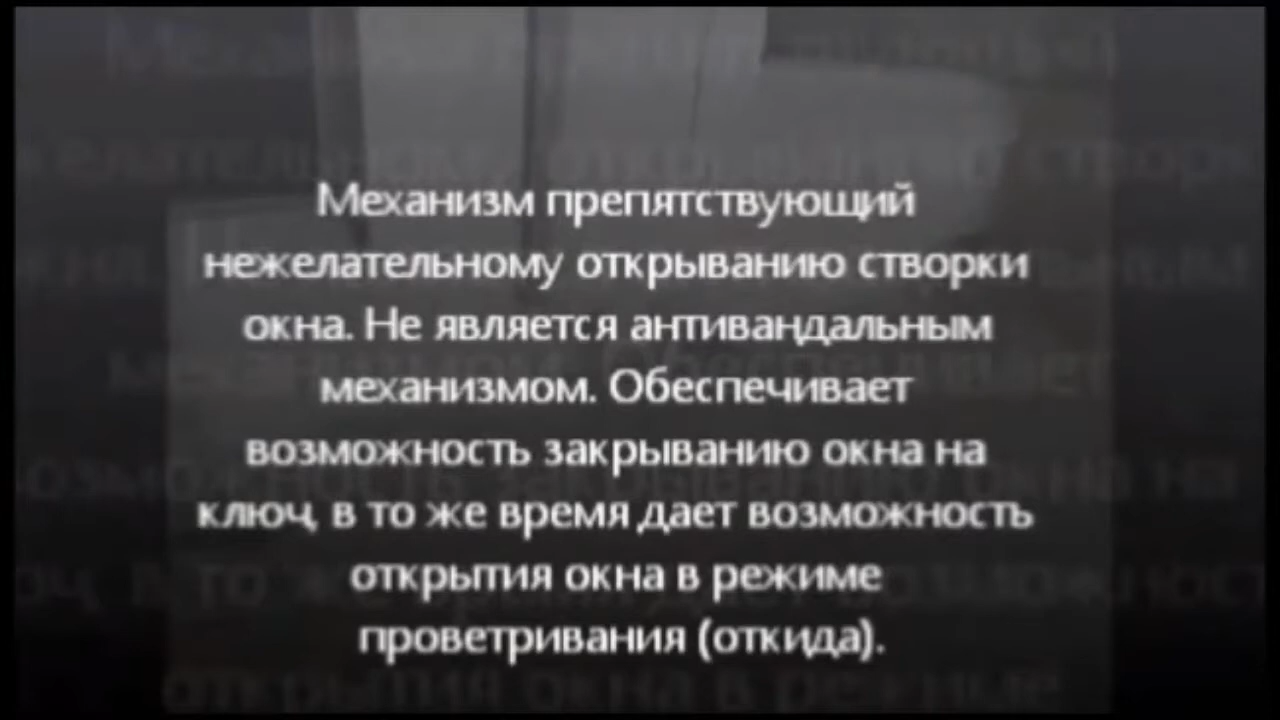 Механизм препятствующий
нежелательному открыванию створки
окна. Не является антивандальным
механизмом. Обеспечивает
возможность закрыванию окна на
ключ, в то же время дает возможность
открытия окна в режиме
проветривания (откида).